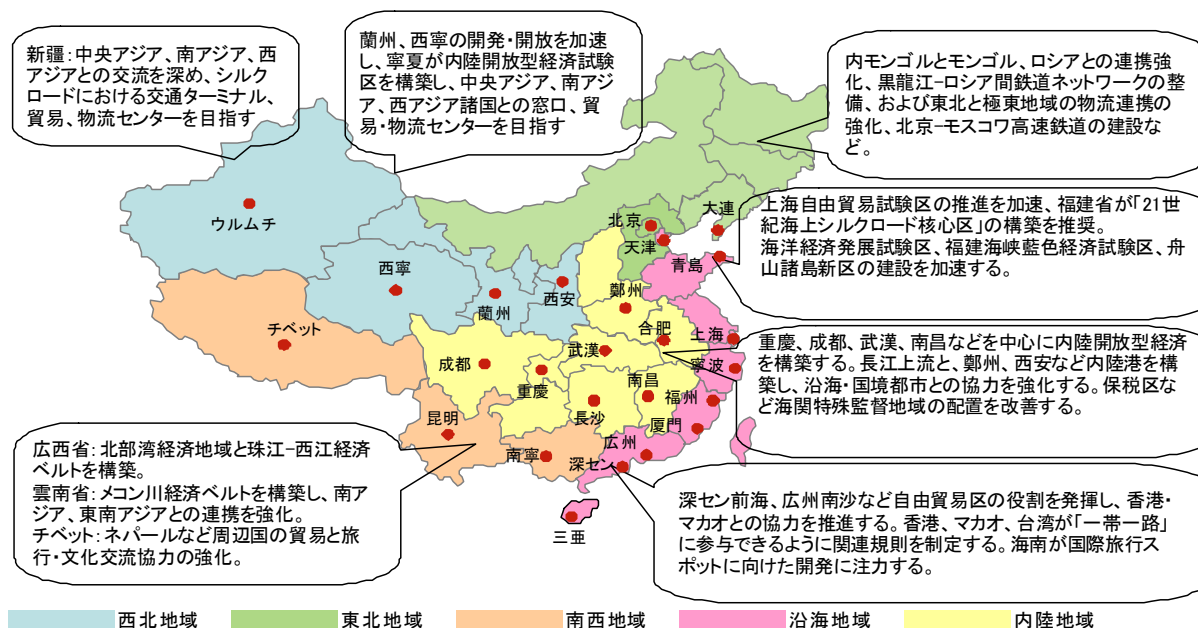 新疆：中央アジア、南アジア、西
アジアとの交流を深め、シルク
ロードにおける交通ターミナル、
貿易、物流センターを目指す
蘭州、西寧の開発・開放を加速
し、寧夏が内陸開放型経済試験
区を構築し、中央アジア、南アジ
ア、西アジア諸国との窓口、貿
易・物流センターを目指す
内モンゴルとモンゴル、ロシアとの連携強
化、黒龍江−ロシア間鉄道ネットワークの整
備、および東北と極東地域の物流連携の
強化、北京−モスコワ高速鉄道の建設な
ど。
上海自由貿易試験区の推進を加速、福建省が「21世
紀海上シルクロード核心区」の構築を推奨。
海洋経済発展試験区、福建海峡藍色経済試験区、舟
山諸島新区の建設を加速する。
重慶、成都、武漢、南昌などを中心に内陸開放型経済
を構築する。長江上流と、鄭州、西安など内陸港を構
築し、沿海・国境都市との協力を強化する。保税区な
ど海関特殊監督地域の配置を改善する。
広西省：北部湾経済地域と珠江−西江経済
ベルトを構築。
雲南省：メコン川経済ベルトを構築し、南ア
ジア、東南アジアとの連携を強化。
チベット：ネパールなど周辺国の貿易と旅
行・文化交流協力の強化。
深セン前海、広州南沙など自由貿易区の役割を発揮し、香港・
マカオとの協力を推進する。香港、マカオ、台湾が「一帯一路」
に参与できるように関連規則を制定する。海南が国際旅行ス
ポットに向けた開発に注力する。
ウルムチ
西寧
蘭州
西安
チベット
北京
天津
大連
青島
鄭州
合肥
上海
寧波
成都
武漢
重慶
南昌
長沙
福州
厦門
昆明
南寧
広州
深セン
三亜
西北地域
東北地域
南西地域
沿海地域
内陸地域